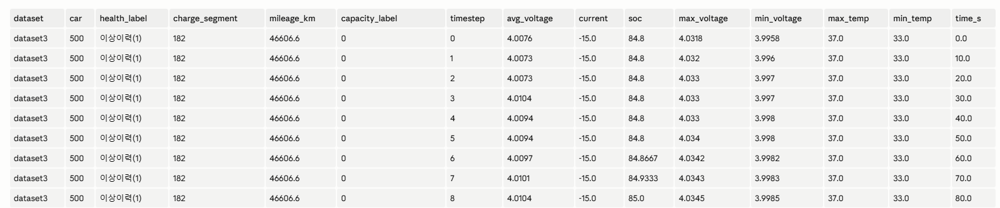 dataset car health_label charge_segment mileage_km capacity_label timestep avg_voltage current soc max_voltage min_voltage max_temp min_temp time_s
dataset3 500 이상이력(1) 182 46606.6 0 0 4.0076 -15.0 84.8 4.0318 3.9958 37.0 33.0 0.0
dataset3 500 이상이력(1) 182 46606.6 0 1 4.0073 -15.0 84.8 4.032 3.996 37.0 33.0 10.0
dataset3 500 이상이력(1) 182 46606.6 0 2 4.0073 -15.0 84.8 4.033 3.997 37.0 33.0 20.0
dataset3 500 이상이력(1) 182 46606.6 0 3 4.0104 -15.0 84.8 4.033 3.997 37.0 33.0 30.0
dataset3 500 이상이력(1) 182 46606.6 0 4 4.0094 -15.0 84.8 4.033 3.998 37.0 33.0 40.0
dataset3 500 이상이력(1) 182 46606.6 0 5 4.0094 -15.0 84.8 4.034 3.998 37.0 33.0 50.0
dataset3 500 이상이력(1) 182 46606.6 0 6 4.0097 -15.0 84.8667 4.0342 3.9982 37.0 33.0 60.0
dataset3 500 이상이력(1) 182 46606.6 0 7 4.0101 -15.0 84.9333 4.0343 3.9983 37.0 33.0 70.0
dataset3 500 이상이력(1) 182 46606.6 0 8 4.0104 -15.0 85.0 4.0345 3.9985 37.0 33.0 80.0